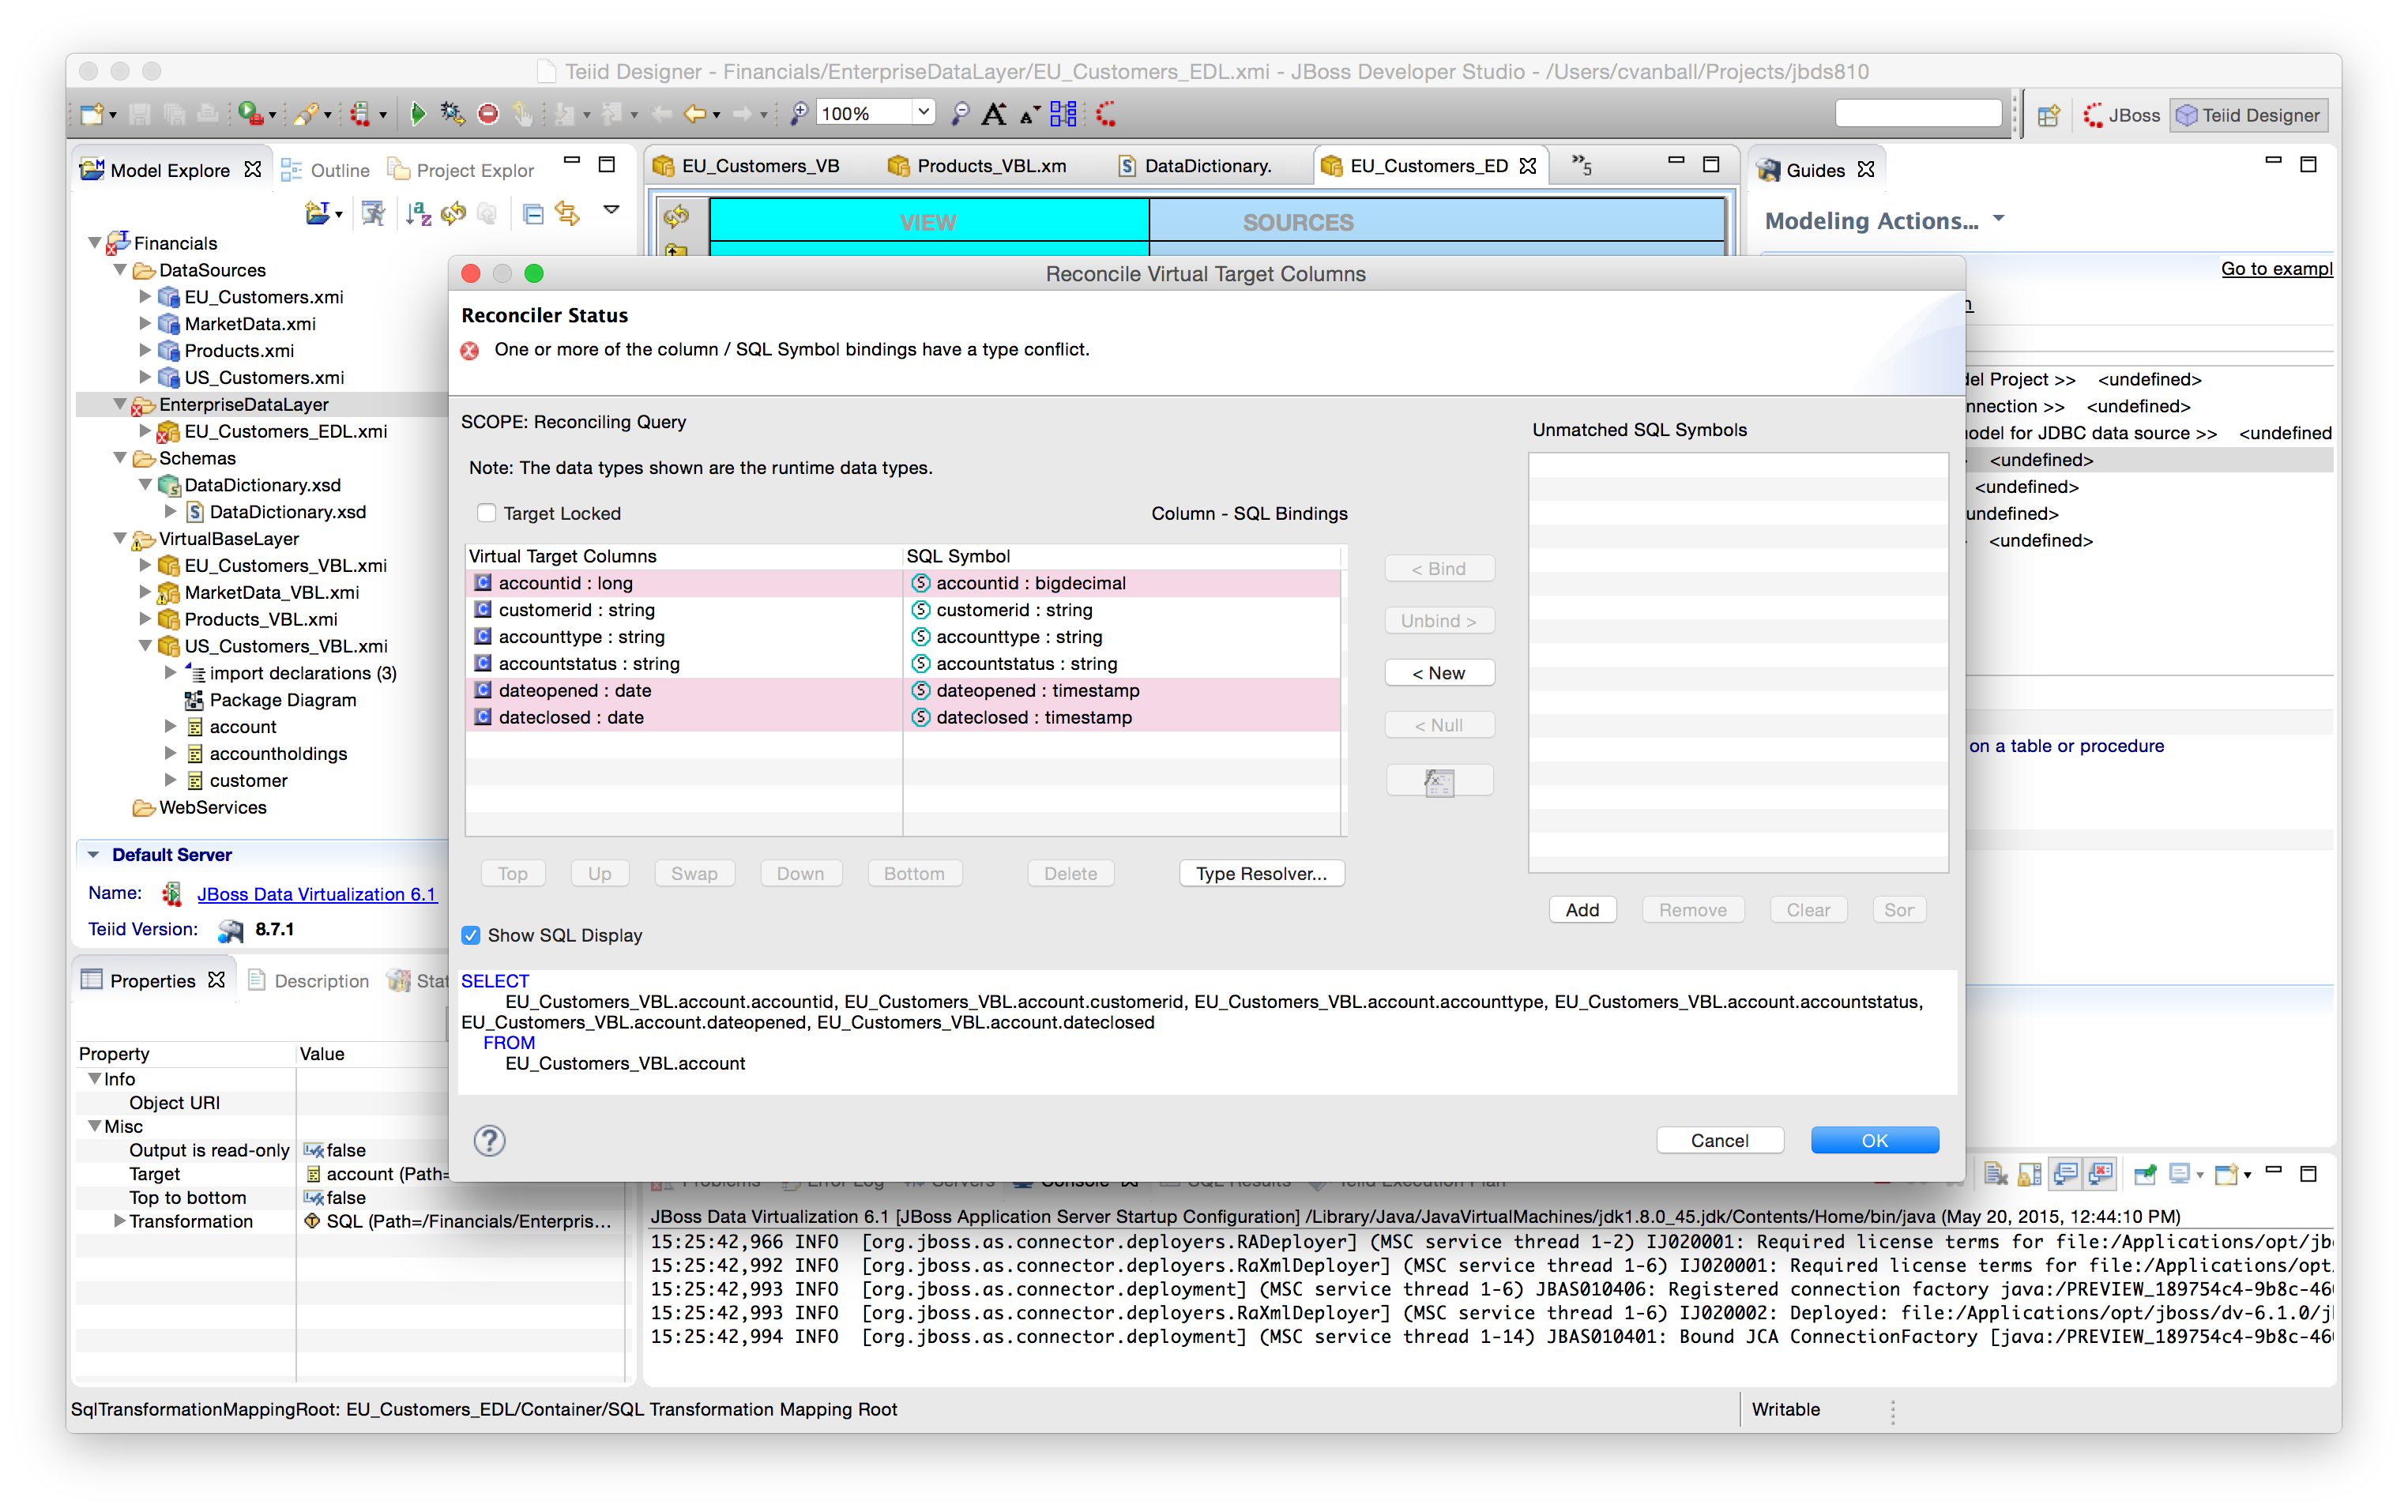 Teiid Designer - Financials/EnterpriseDataLayer/EU_Customers_EDL.xmi - JBoss Developer Studio - /Users/cvanball/Projects/jbds810
100%
JBoss
Teiid Designer
Model Explore
Outline
Project Explor
EU_Customers_VB
Products_VBL.xm
DataDictionary.
EU_Customers_ED
»5
Guides
VIEW
SOURCES
Modeling Actions...
Go to exampl
Financials
DataSources
EU_Customers.xmi
MarketData.xmi
Products.xmi
US_Customers.xmi
EnterpriseDataLayer
EU_Customers_EDL.xmi
Schemas
DataDictionary.xsd
DataDictionary.xsd
VirtualBaseLayer
EU_Customers_VBL.xmi
MarketData_VBL.xmi
Products_VBL.xmi
US_Customers_VBL.xmi
import declarations (3)
Package Diagram
account
accountholdings
customer
WebServices
Default Server
Name: JBoss Data Virtualization 6.1
Teiid Version: 8.7.1
Properties
Description
Stat
Property Value
Info
Object URI
Misc
Output is read-only false
Target account (Path=
Top to bottom false
Transformation SQL (Path=/Financials/Enterpris...
Reconcile Virtual Target Columns
Reconciler Status
One or more of the column / SQL Symbol bindings have a type conflict.
SCOPE: Reconciling Query
Note: The data types shown are the runtime data types.
Target Locked
Column - SQL Bindings
Virtual Target Columns SQL Symbol
accountid : long accountid : bigdecimal
customerid : string customerid : string
accounttype : string accounttype : string
accountstatus : string accountstatus : string
dateopened : date dateopened : timestamp
dateclosed : date dateclosed : timestamp
< Bind
Unbind >
< New
< Null
Unmatched SQL Symbols
Top
Up
Swap
Down
Bottom
Delete
Type Resolver...
Add
Remove
Clear
Sor
Show SQL Display
SELECT
EU_Customers_VBL.account.accountid, EU_Customers_VBL.account.customerid, EU_Customers_VBL.account.accounttype, EU_Customers_VBL.account.accountstatus,
EU_Customers_VBL.account.dateopened, EU_Customers_VBL.account.dateclosed
FROM
EU_Customers_VBL.account
Cancel
OK
n
del Project >> <undefined>
nnection >> <undefined>
odel for JDBC data source >> <undefined
<undefined>
<undefined>
undefined>
<undefined>
on a table or procedure
Problems
Error Log
Servers
Console
SQL Results
Teiid Execution Plan
JBoss Data Virtualization 6.1 [JBoss Application Server Startup Configuration] /Library/Java/JavaVirtualMachines/jdk1.8.0_45.jdk/Contents/Home/bin/java (May 20, 2015, 12:44:10 PM)
15:25:42,966 INFO [org.jboss.as.connector.deployers.RADeployer] (MSC service thread 1-2) IJ020001: Required license terms for file:/Applications/opt/jb
15:25:42,992 INFO [org.jboss.as.connector.deployers.RaXmlDeployer] (MSC service thread 1-6) IJ020001: Required license terms for file:/Applications/opt
15:25:42,993 INFO [org.jboss.as.connector.deployment] (MSC service thread 1-6) JBAS010406: Registered connection factory java:/PREVIEW_189754c4-9b8c-46
15:25:42,993 INFO [org.jboss.as.connector.deployers.RaXmlDeployer] (MSC service thread 1-6) IJ020002: Deployed: file:/Applications/opt/jboss/dv-6.1.0/j
15:25:42,994 INFO [org.jboss.as.connector.deployment] (MSC service thread 1-14) JBAS010401: Bound JCA ConnectionFactory [java:/PREVIEW_189754c4-9b8c-46
SqlTransformationMappingRoot: EU_Customers_EDL/Container/SQL Transformation Mapping Root
Writable